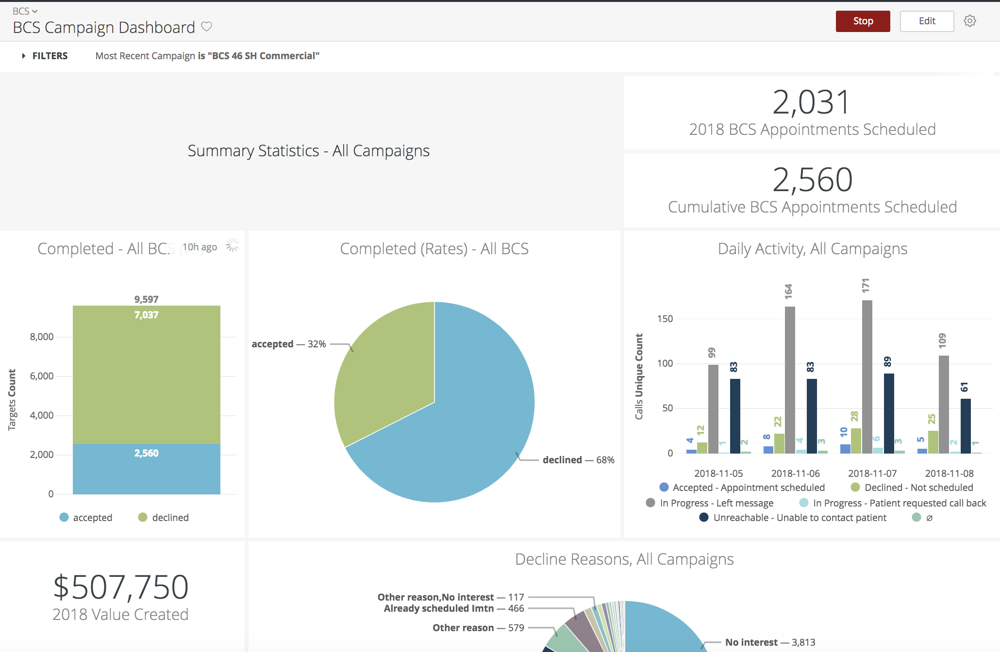 BCS
BCS Campaign Dashboard
Stop
Edit
FILTERS
Most Recent Campaign is "BCS 46 SH Commercial"
Summary Statistics - All Campaigns
2,031
2018 BCS Appointments Scheduled
2,560
Cumulative BCS Appointments Scheduled
Completed - All BCS
10h ago
9,597
7,037
2,560
8,000
6,000
4,000
2,000
0
Targets Count
accepted
declined
Completed (Rates) - All BCS
accepted — 32%
declined — 68%
Daily Activity, All Campaigns
Calls Unique Count
150
100
50
0
4 12 99 1 83 2
8 22 164 4 83 3
10 28 171 6 89 3
5 25 109 2 61 1
2018-11-05 2018-11-06 2018-11-07 2018-11-08
Accepted - Appointment scheduled
Declined - Not scheduled
In Progress - Left message
In Progress - Patient requested call back
Unreachable - Unable to contact patient
∅
$507,750
2018 Value Created
Decline Reasons, All Campaigns
Other reason,No interest — 117
Already scheduled Imtn — 466
Other reason — 579
No interest — 3,813